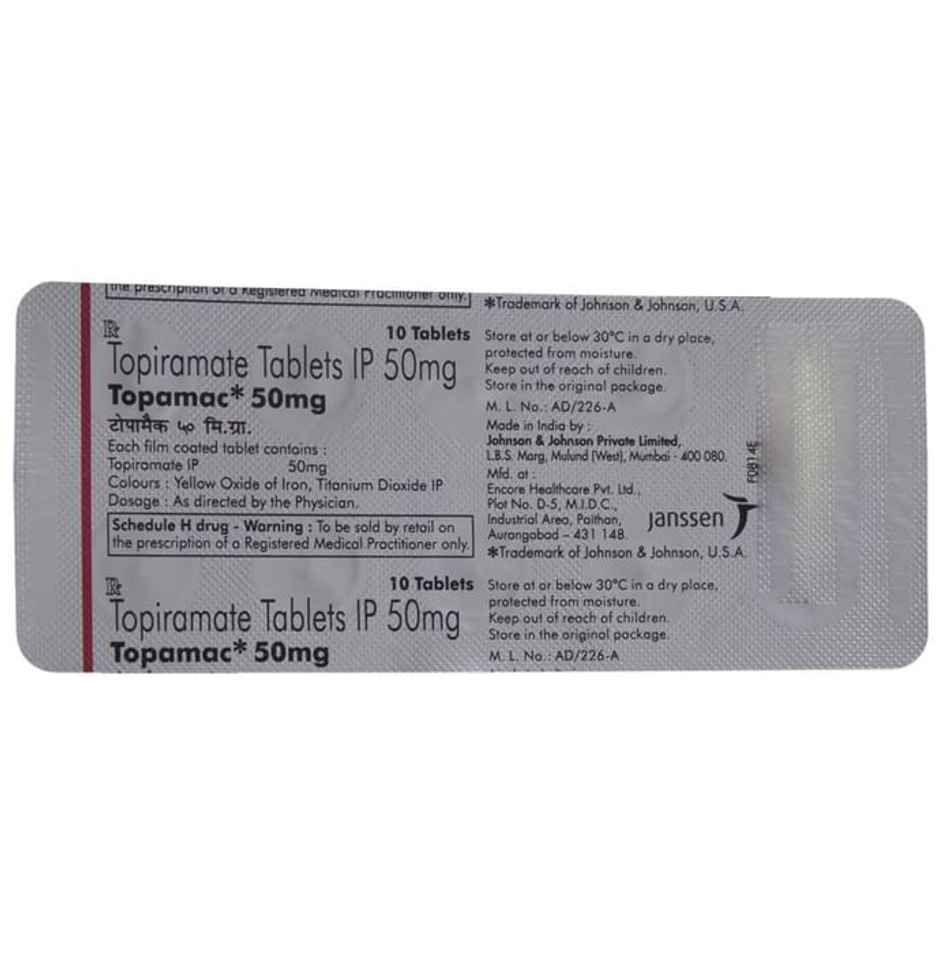 the prescription of a Registered Medical Practitioner only.
*Trademark of Johnson & Johnson, U.S.A.
Rx
10 Tablets
Topiramate Tablets IP 50mg
Topamac* 50mg
टोपामैक ५० मि.ग्रा.
Each film coated tablet contains :
Topiramate IP 50mg
Colours : Yellow Oxide of Iron, Titanium Dioxide IP
Dosage : As directed by the Physician.
Schedule H drug - Warning : To be sold by retail on
the prescription of a Registered Medical Practitioner only.
Store at or below 30°C in a dry place,
protected from moisture.
Keep out of reach of children.
Store in the original package.
M. L. No.: AD/226-A
Made in India by :
Johnson & Johnson Private Limited,
L.B.S. Marg, Mulund (West), Mumbai - 400 080.
Mfd. at :
Encore Healthcare Pvt. Ltd.,
Plot No. D-5, M.I.D.C.,
Industrial Area, Paithan,
Aurangabad – 431 148.
*Trademark of Johnson & Johnson, U.S.A.
janssen
F0814E
Rx
10 Tablets
Topiramate Tablets IP 50mg
Topamac* 50mg
Store at or below 30°C in a dry place,
protected from moisture.
Keep out of reach of children.
Store in the original package.
M. L. No.: AD/226-A